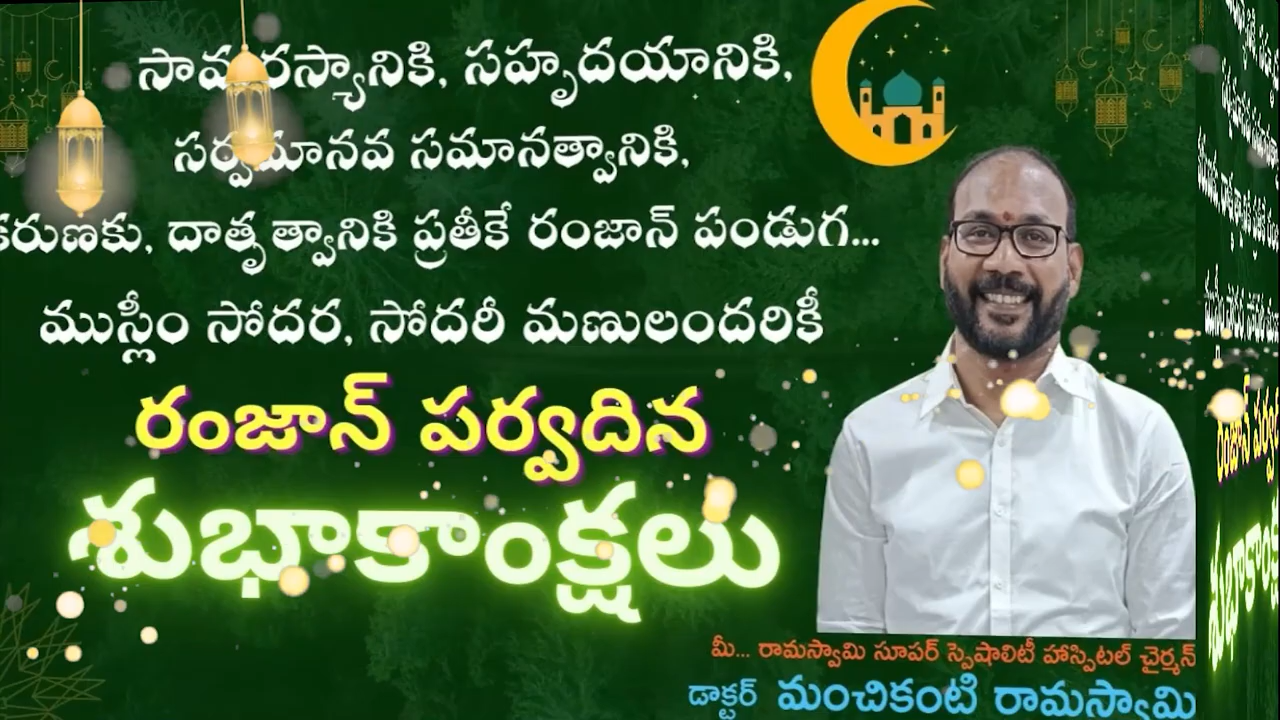 సామరస్యానికి, సహృదయానికి,
సర్వమానవ సమానత్వానికి,
కరుణకు, దాతృత్వానికి ప్రతీకే రంజాన్ పండుగ...
ముస్లీం సోదర, సోదరీ మణులందరికీ
రంజాన్ పర్వదిన
శుభాకాంక్షలు
మీ... రామస్వామి సూపర్ స్పెషాలిటీ హాస్పిటల్ చైర్మన్
డాక్టర్ మంచికంటి రామస్వామి